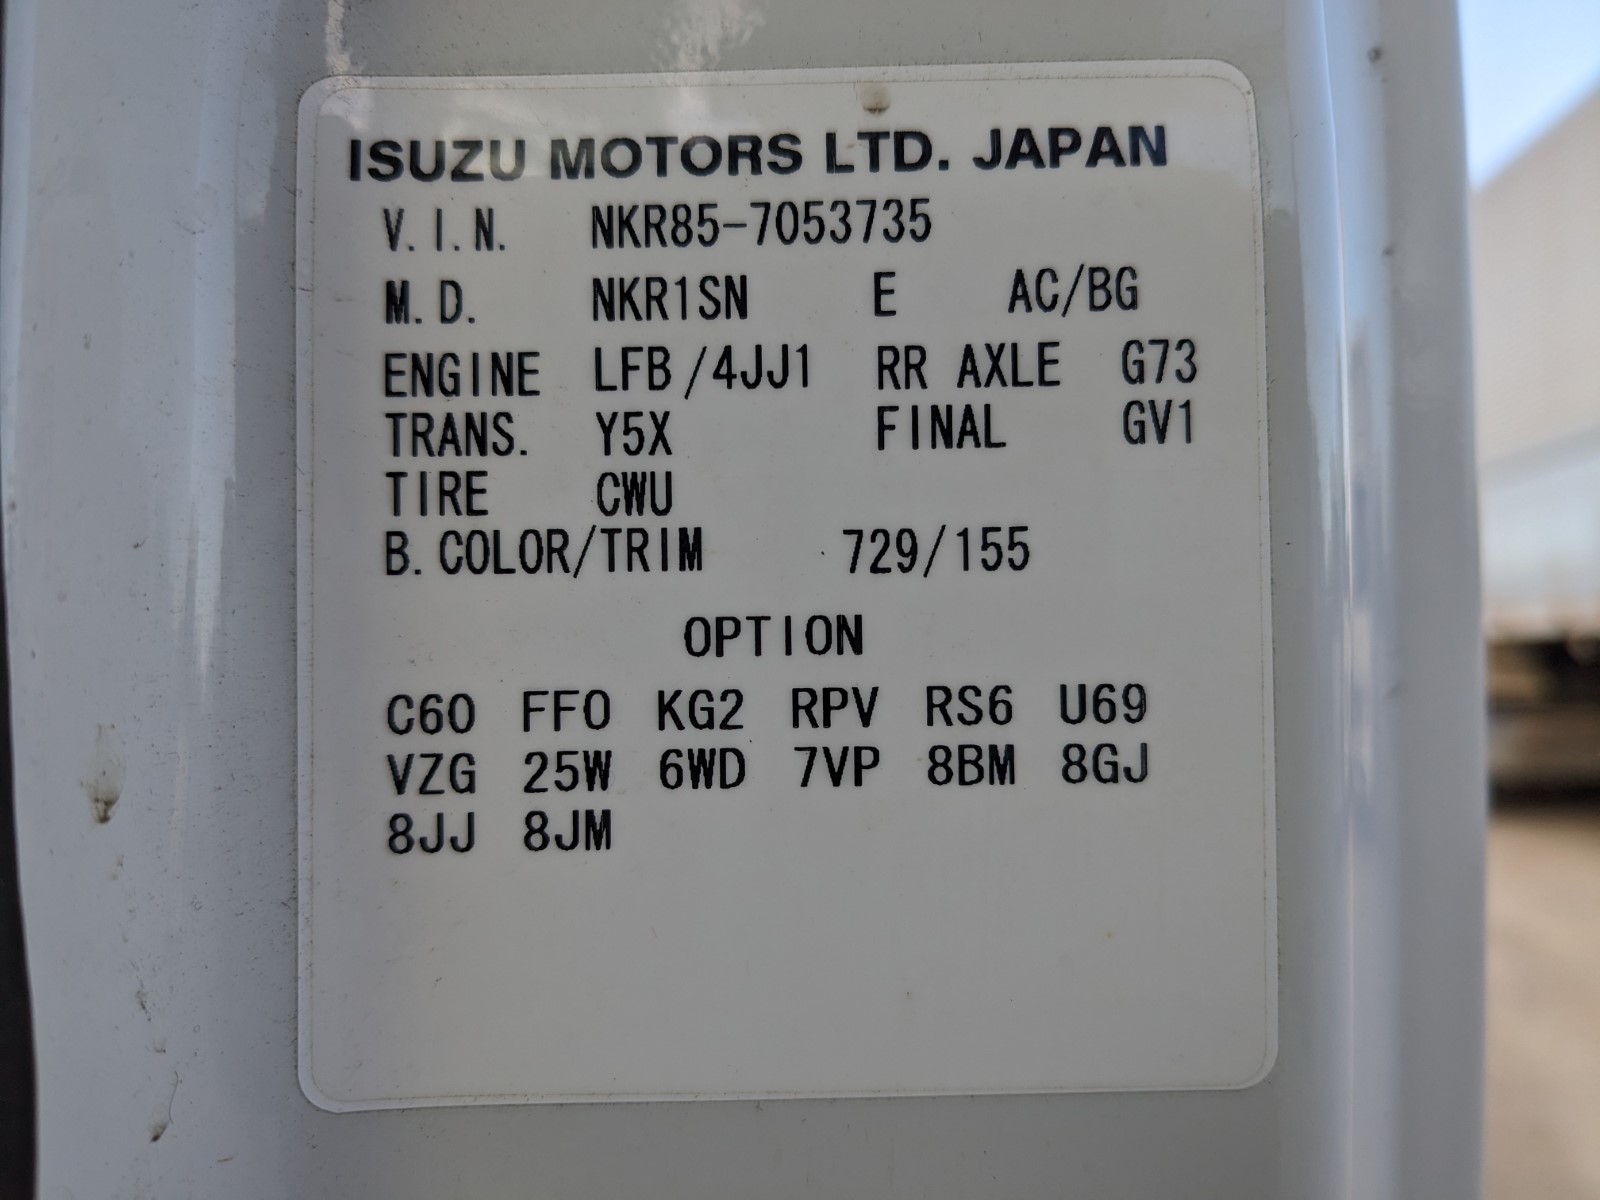 ISUZU MOTORS LTD. JAPAN
V.I.N. NKR85-7053735
M.D. NKR1SN E AC/BG
ENGINE LFB/4JJ1 RR AXLE G73
TRANS. Y5X FINAL GV1
TIRE CWU
B.COLOR/TRIM 729/155
OPTION
C60 FF0 KG2 RPV RS6 U69
VZG 25W 6WD 7VP 8BM 8GJ
8JJ 8JM